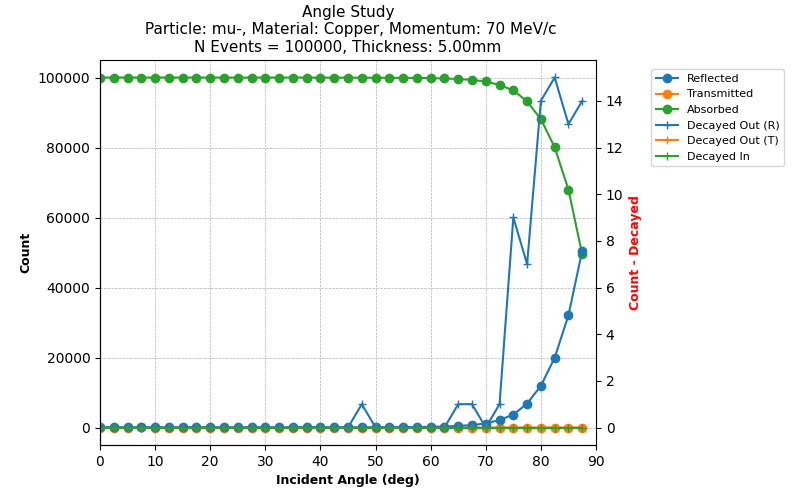 Angle Study
Particle: mu-, Material: Copper, Momentum: 70 MeV/c
N Events = 100000, Thickness: 5.00mm
100000
80000
60000
40000
20000
0
Count
14
12
10
8
6
4
2
0
Count - Decayed
0 10 20 30 40 50 60 70 80 90
Incident Angle (deg)
Reflected
Transmitted
Absorbed
Decayed Out (R)
Decayed Out (T)
Decayed In